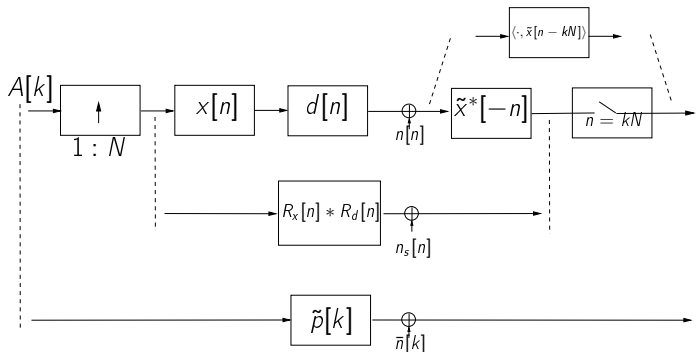 ⟨·, x̃[n − kN]⟩
A[k]
x[n]
d[n]
x̃*[−n]
n = kN
1 : N
n[n]
R_x[n] ∗ R_d[n]
n_s[n]
p̃[k]
n̄[k]